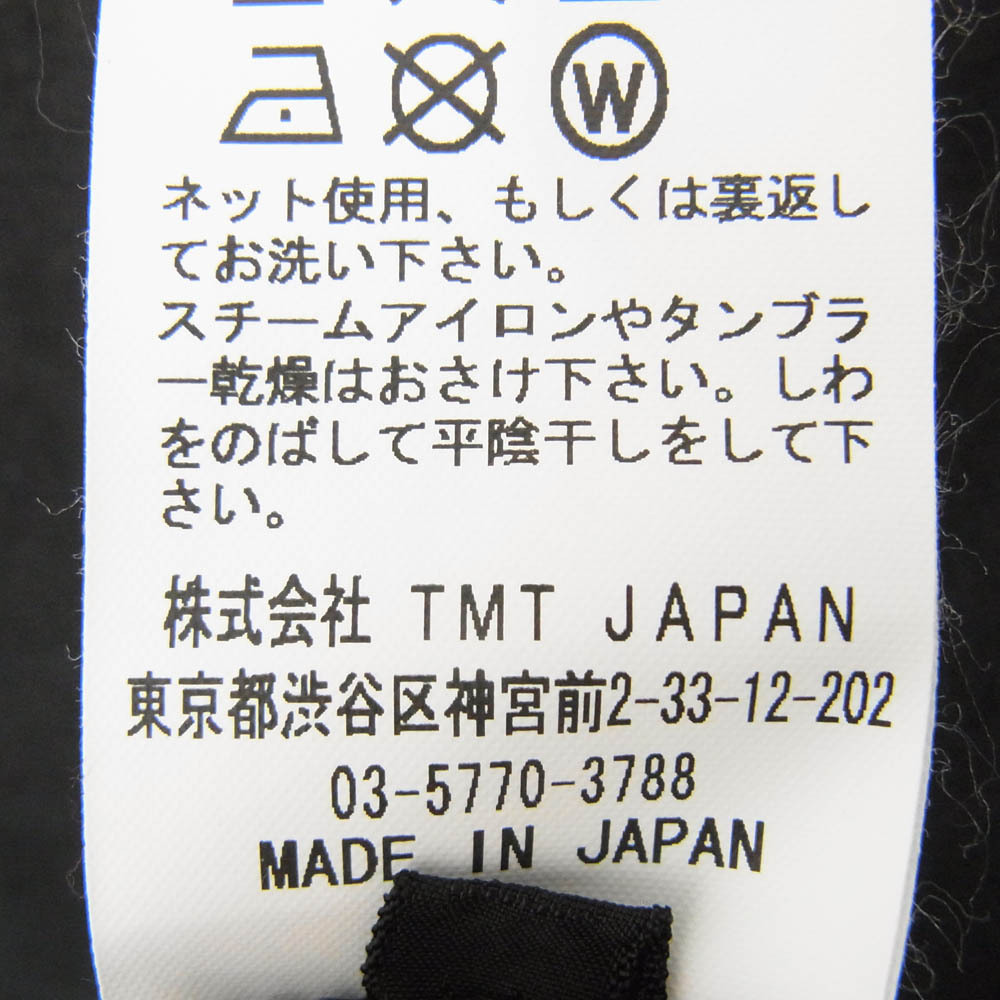 W
ネット使用、もしくは裏返し
てお洗い下さい。
スチームアイロンやタンブラ
ー乾燥はおさけ下さい。しわ
をのばして平陰干しをして下
さい。
株式会社 TMT JAPAN
東京都渋谷区神宮前2-33-12-202
03-5770-3788
MADE IN JAPAN